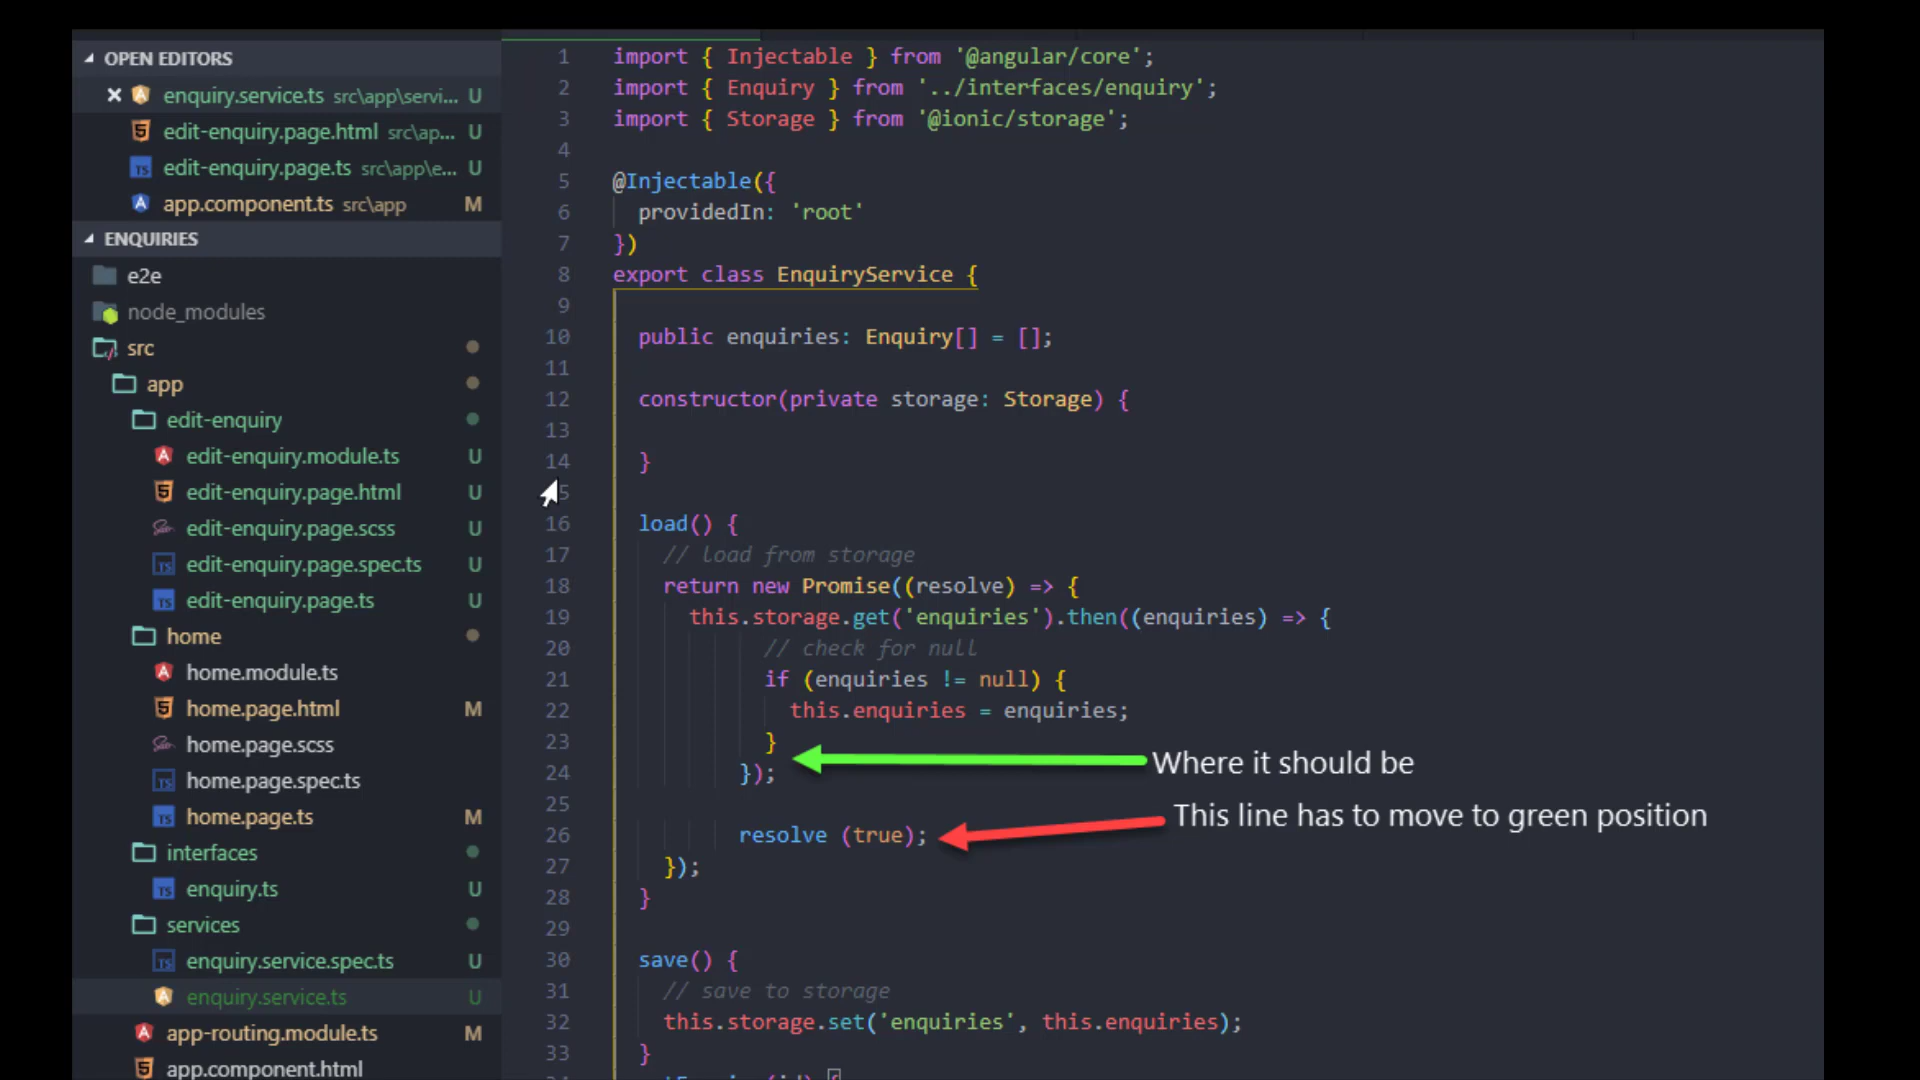 OPEN EDITORS
enquiry.service.ts src\app\servi... U
edit-enquiry.page.html src\ap... U
edit-enquiry.page.ts src\app\e... U
app.component.ts src\app M
ENQUIRIES
e2e
node_modules
src
app
edit-enquiry
edit-enquiry.module.ts U
edit-enquiry.page.html U
edit-enquiry.page.scss U
edit-enquiry.page.spec.ts U
edit-enquiry.page.ts U
home
home.module.ts
home.page.html M
home.page.scss
home.page.spec.ts
home.page.ts M
interfaces
enquiry.ts U
services
enquiry.service.spec.ts U
enquiry.service.ts U
app-routing.module.ts M
app.component.html
1 import { Injectable } from '@angular/core';
2 import { Enquiry } from '../interfaces/enquiry';
3 import { Storage } from '@ionic/storage';
4
5 @Injectable({
6 providedIn: 'root'
7 })
8 export class EnquiryService {
9
10 public enquiries: Enquiry[] = [];
11
12 constructor(private storage: Storage) {
13
14 }
5
16 load() {
17 // load from storage
18 return new Promise((resolve) => {
19 this.storage.get('enquiries').then((enquiries) => {
20 // check for null
21 if (enquiries != null) {
22 this.enquiries = enquiries;
23 }
24 });
Where it should be
25
This line has to move to green position
26 resolve (true);
27 });
28 }
29
30 save() {
31 // save to storage
32 this.storage.set('enquiries', this.enquiries);
33 }